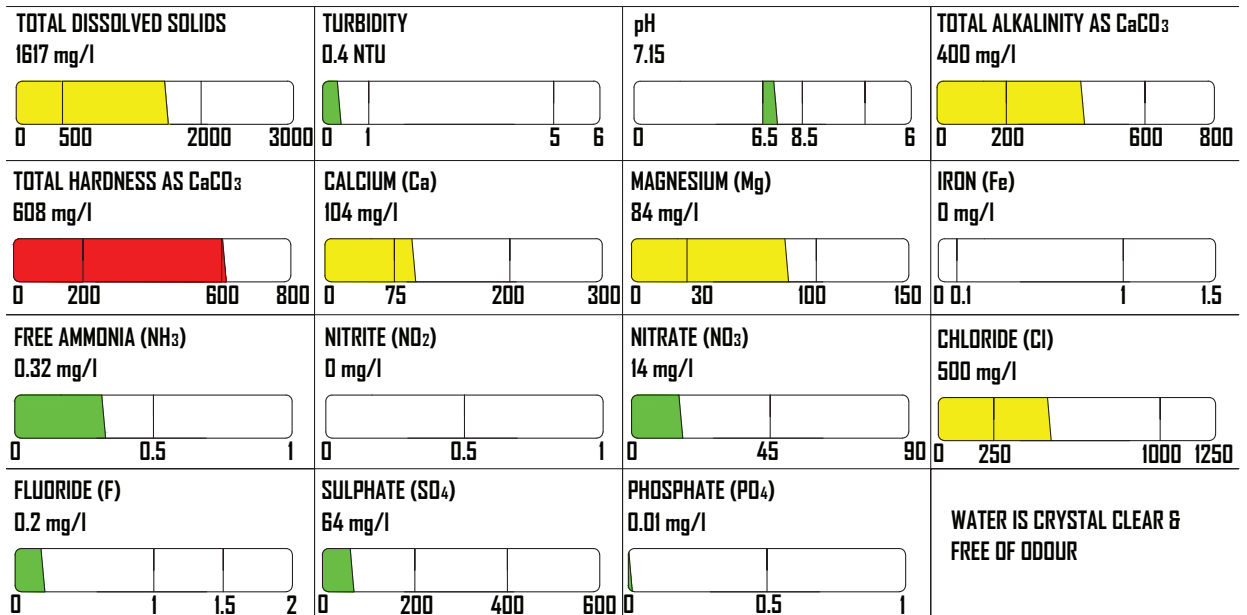 TOTAL DISSOLVED SOLIDS
1617 mg/l
0 500 2000 3000
TURBIDITY
0.4 NTU
0 1 5 6
pH
7.15
0 6.5 8.5 6
TOTAL ALKALINITY AS CaCO₃
400 mg/l
0 200 600 800
TOTAL HARDNESS AS CaCO₃
608 mg/l
0 200 600 800
CALCIUM (Ca)
104 mg/l
0 75 200 300
MAGNESIUM (Mg)
84 mg/l
0 30 100 150
IRON (Fe)
0 mg/l
0 0.1 1 1.5
FREE AMMONIA (NH₃)
0.32 mg/l
0 0.5 1
NITRITE (NO₂)
0 mg/l
0 0.5 1
NITRATE (NO₃)
14 mg/l
0 45 90
CHLORIDE (Cl)
500 mg/l
0 250 1000 1250
FLUORIDE (F)
0.2 mg/l
0 1 1.5 2
SULPHATE (SO₄)
64 mg/l
0 200 400 600
PHOSPHATE (PO₄)
0.01 mg/l
0 0.5 1
WATER IS CRYSTAL CLEAR &
FREE OF ODOUR